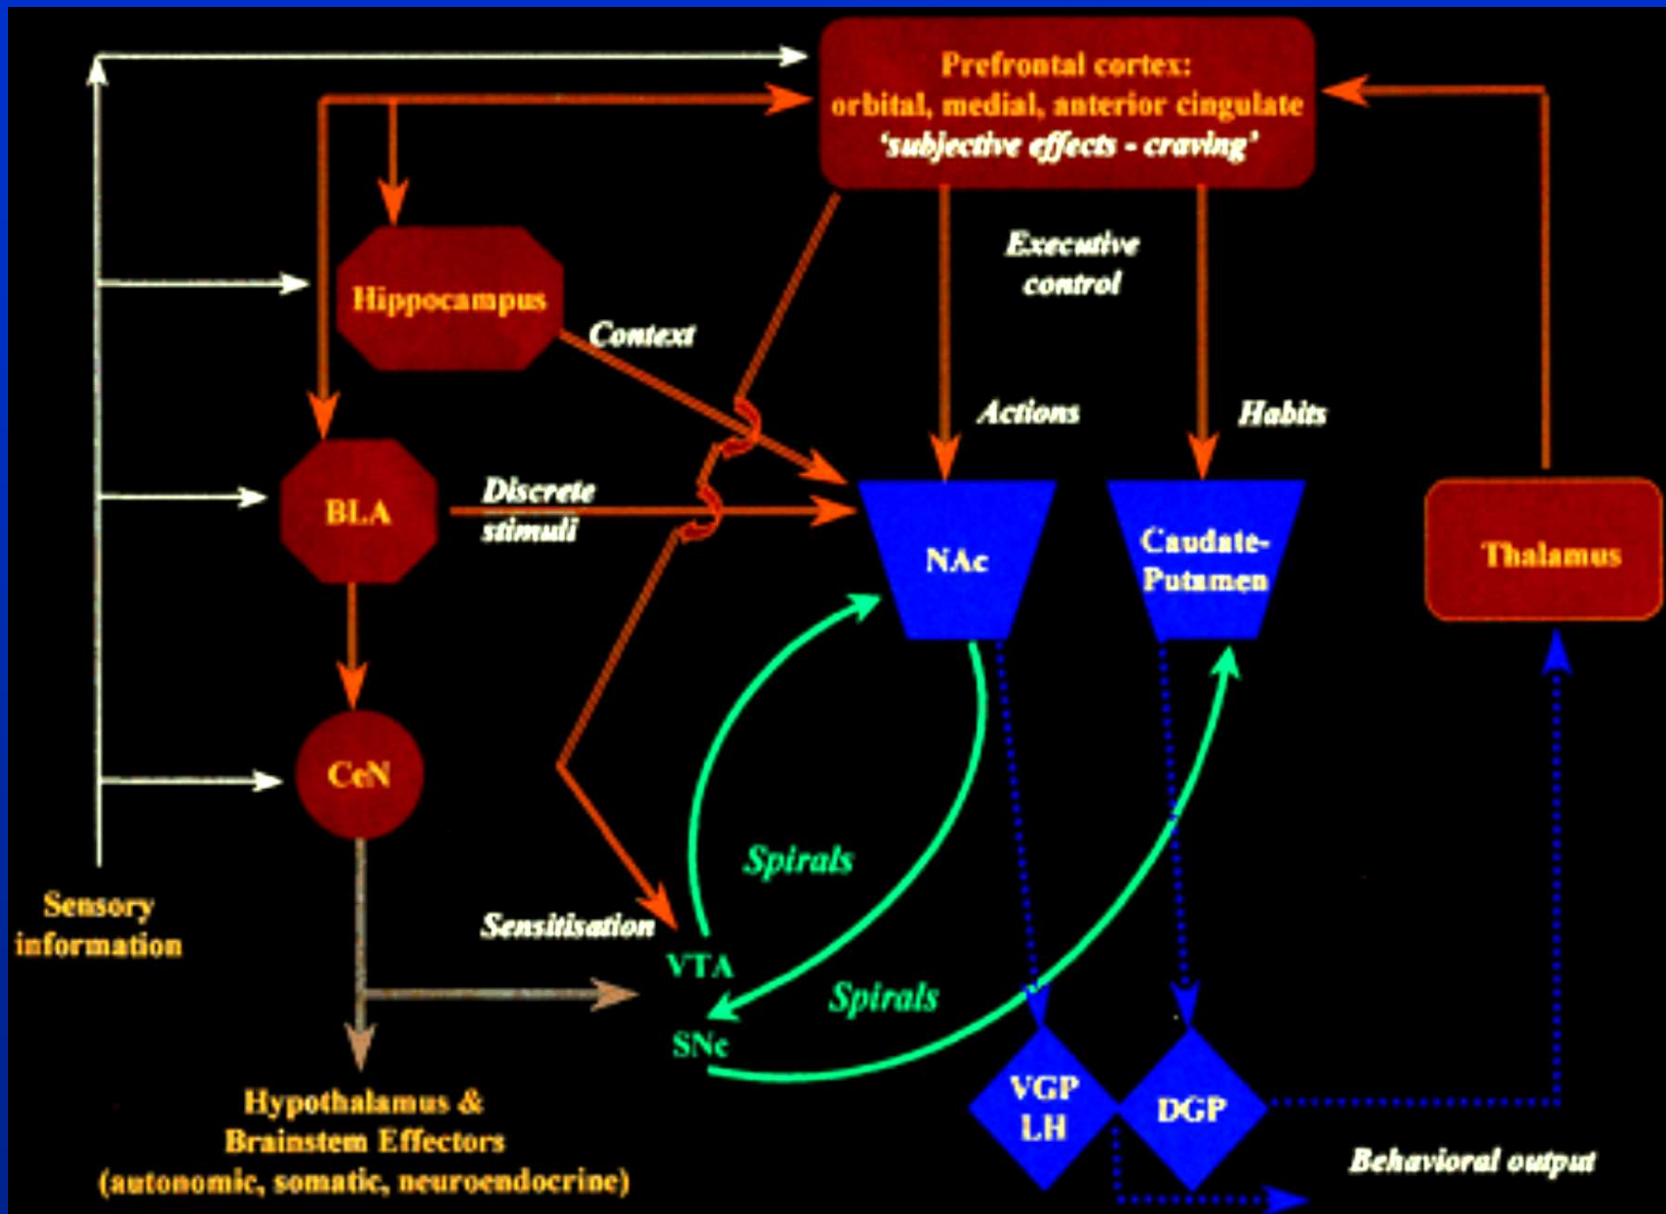 Prefrontal cortex:
orbital, medial, anterior cingulate
‘subjective effects - craving’
Executive
control
Hippocampus
Context
Actions
Habits
BLA
Discrete
stimuli
NAc
Caudate-
Putamen
Thalamus
CeN
Spirals
Sensory
information
Sensitisation
VTA
Spirals
SNc
VGP
LH
DGP
Hypothalamus &
Brainstem Effectors
(autonomic, somatic, neuroendocrine)
Behavioral output